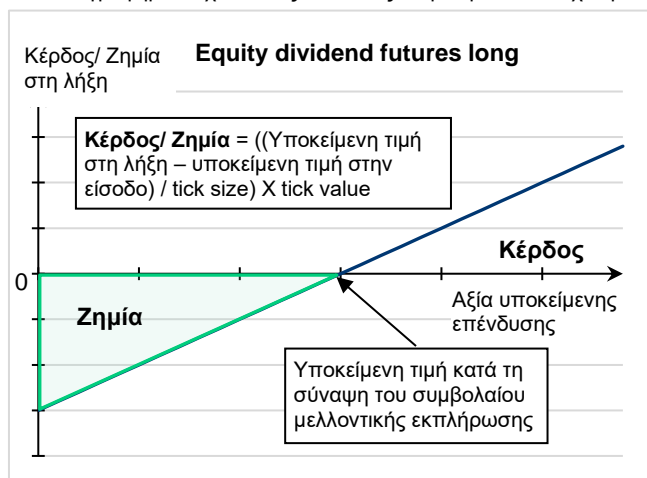 Κέρδος/ Ζημία
στη λήξη
Equity dividend futures long
Κέρδος/ Ζημία = ((Υποκείμενη τιμή
στη λήξη – υποκείμενη τιμή στην
είσοδο) / tick size) X tick value
0
Κέρδος
Ζημία
Αξία υποκείμενης
επένδυσης
Υποκείμενη τιμή κατά τη
σύναψη του συμβολαίου
μελλοντικής εκπλήρωσης